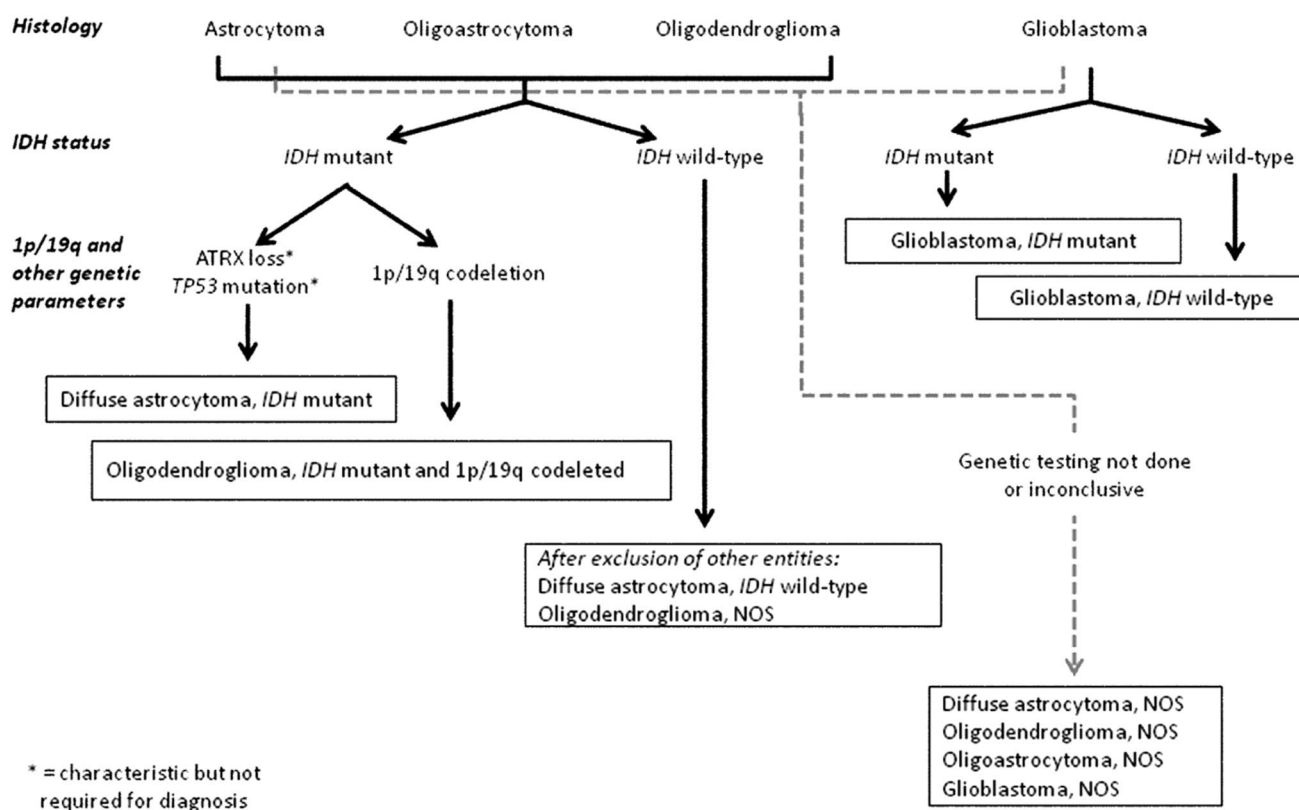 Histology
Astrocytoma
Oligoastrocytoma
Oligodendroglioma
Glioblastoma
IDH status
IDH mutant
IDH wild-type
IDH mutant
IDH wild-type
Glioblastoma, IDH mutant
Glioblastoma, IDH wild-type
1p/19q and
other genetic
parameters
ATRX loss*
TP53 mutation*
1p/19q codeletion
Diffuse astrocytoma, IDH mutant
Oligodendroglioma, IDH mutant and 1p/19q codeleted
Genetic testing not done
or inconclusive
After exclusion of other entities:
Diffuse astrocytoma, IDH wild-type
Oligodendroglioma, NOS
Diffuse astrocytoma, NOS
Oligodendroglioma, NOS
Oligoastrocytoma, NOS
Glioblastoma, NOS
* = characteristic but not
required for diagnosis